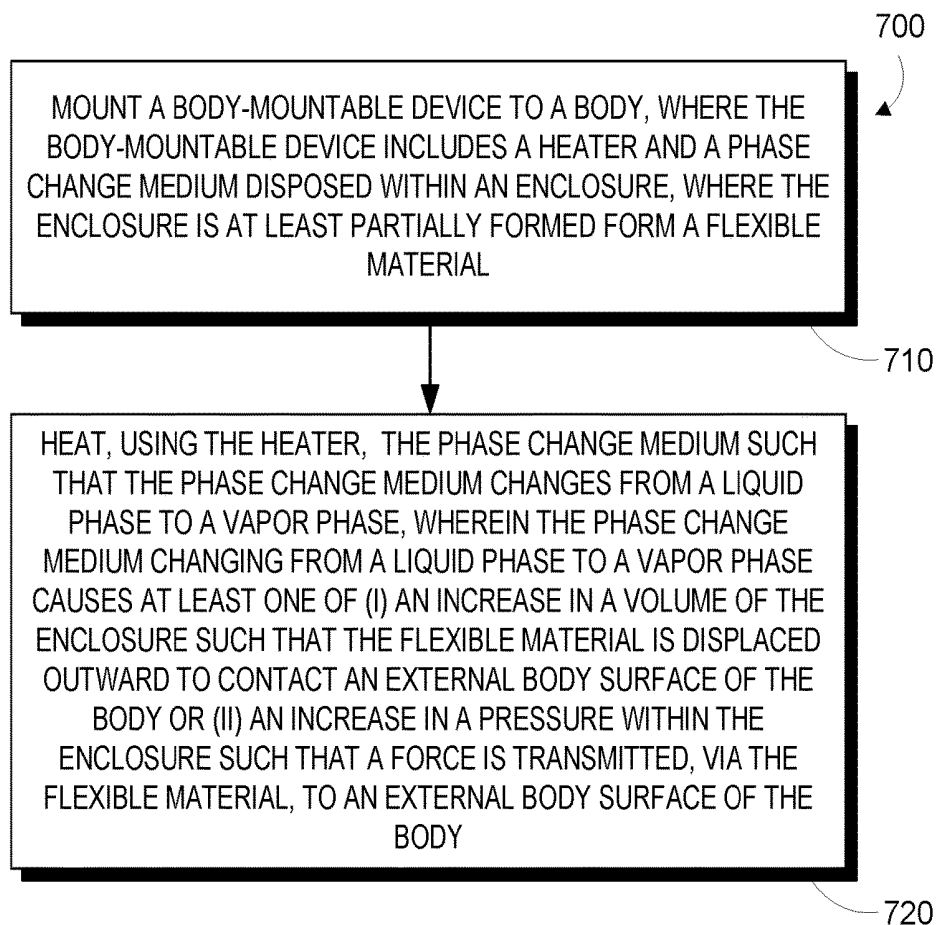 700
MOUNT A BODY-MOUNTABLE DEVICE TO A BODY, WHERE THE
BODY-MOUNTABLE DEVICE INCLUDES A HEATER AND A PHASE
CHANGE MEDIUM DISPOSED WITHIN AN ENCLOSURE, WHERE THE
ENCLOSURE IS AT LEAST PARTIALLY FORMED FORM A FLEXIBLE
MATERIAL
710
HEAT, USING THE HEATER, THE PHASE CHANGE MEDIUM SUCH
THAT THE PHASE CHANGE MEDIUM CHANGES FROM A LIQUID
PHASE TO A VAPOR PHASE, WHEREIN THE PHASE CHANGE
MEDIUM CHANGING FROM A LIQUID PHASE TO A VAPOR PHASE
CAUSES AT LEAST ONE OF (I) AN INCREASE IN A VOLUME OF THE
ENCLOSURE SUCH THAT THE FLEXIBLE MATERIAL IS DISPLACED
OUTWARD TO CONTACT AN EXTERNAL BODY SURFACE OF THE
BODY OR (II) AN INCREASE IN A PRESSURE WITHIN THE
ENCLOSURE SUCH THAT A FORCE IS TRANSMITTED, VIA THE
FLEXIBLE MATERIAL, TO AN EXTERNAL BODY SURFACE OF THE
BODY
720